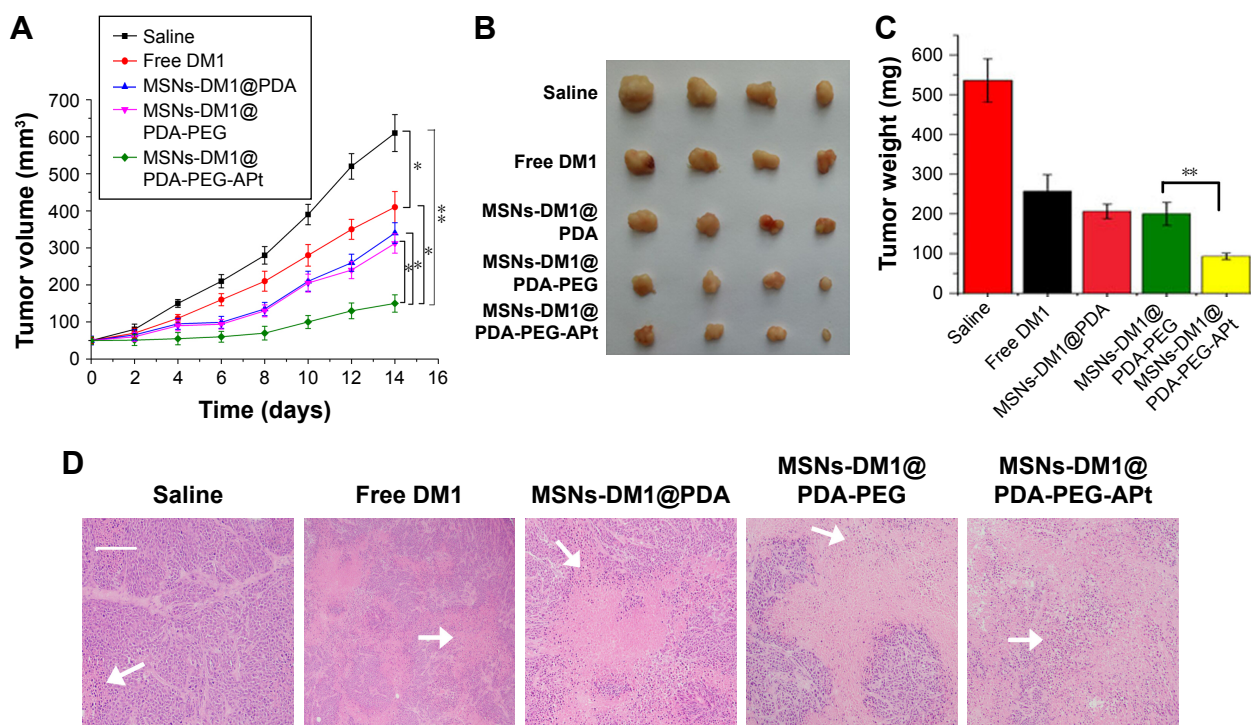 A
Saline
Free DM1
MSNs-DM1@PDA
MSNs-DM1@
PDA-PEG
MSNs-DM1@
PDA-PEG-APt
Tumor volume (mm³)
700
600
500
400
300
200
100
0
0 2 4 6 8 10 12 14 16
Time (days)
*
**
*
*
*
B
Saline
Free DM1
MSNs-DM1@
PDA
MSNs-DM1@
PDA-PEG
MSNs-DM1@
PDA-PEG-APt
C
Tumor weight (mg)
600
500
400
300
200
100
0
**
Saline
Free DM1
MSNs-DM1@PDA
MSNs-DM1@
PDA-PEG
MSNs-DM1@
PDA-PEG-APt
D
Saline
Free DM1
MSNs-DM1@PDA
MSNs-DM1@
PDA-PEG
MSNs-DM1@
PDA-PEG-APt